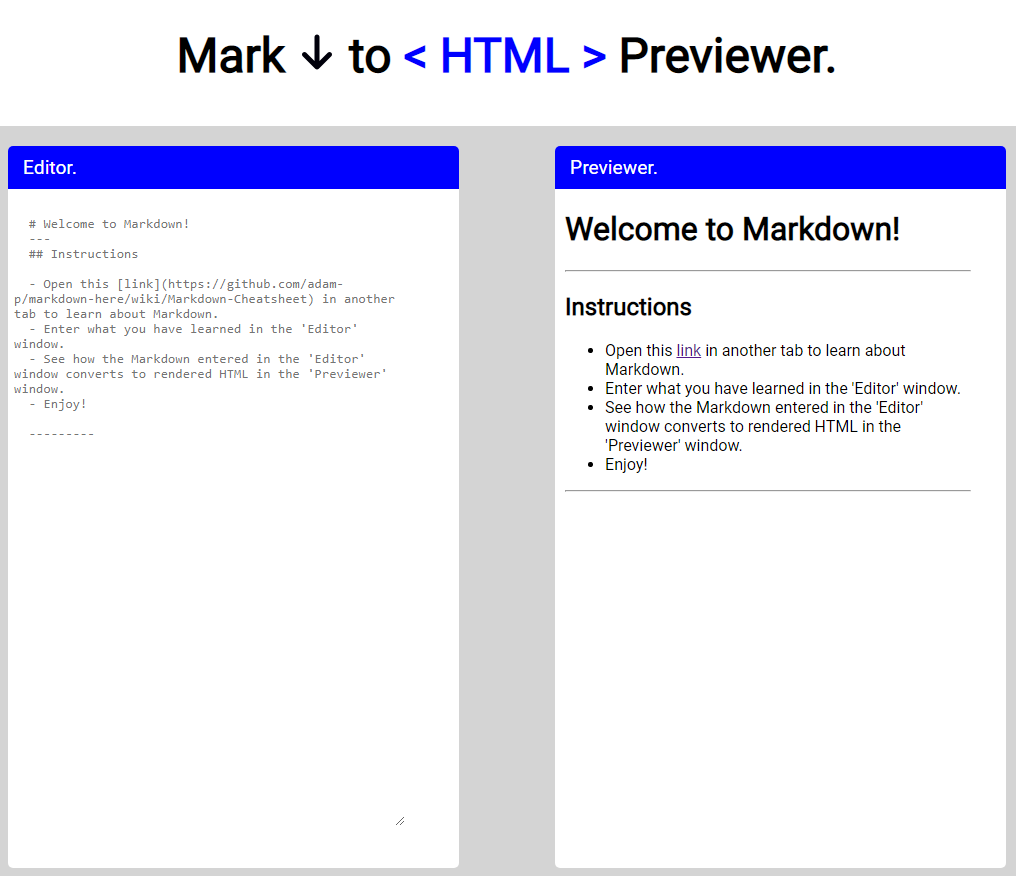 Mark ↓ to < HTML > Previewer.
Editor.
# Welcome to Markdown!
---
## Instructions
- Open this [link](https://github.com/adam-
p/markdown-here/wiki/Markdown-Cheatsheet) in another
tab to learn about Markdown.
- Enter what you have learned in the 'Editor'
window.
- See how the Markdown entered in the 'Editor'
window converts to rendered HTML in the 'Previewer'
window.
- Enjoy!
---------
Previewer.
Welcome to Markdown!
Instructions
• Open this link in another tab to learn about
Markdown.
• Enter what you have learned in the 'Editor' window.
• See how the Markdown entered in the 'Editor'
window converts to rendered HTML in the
'Previewer' window.
• Enjoy!